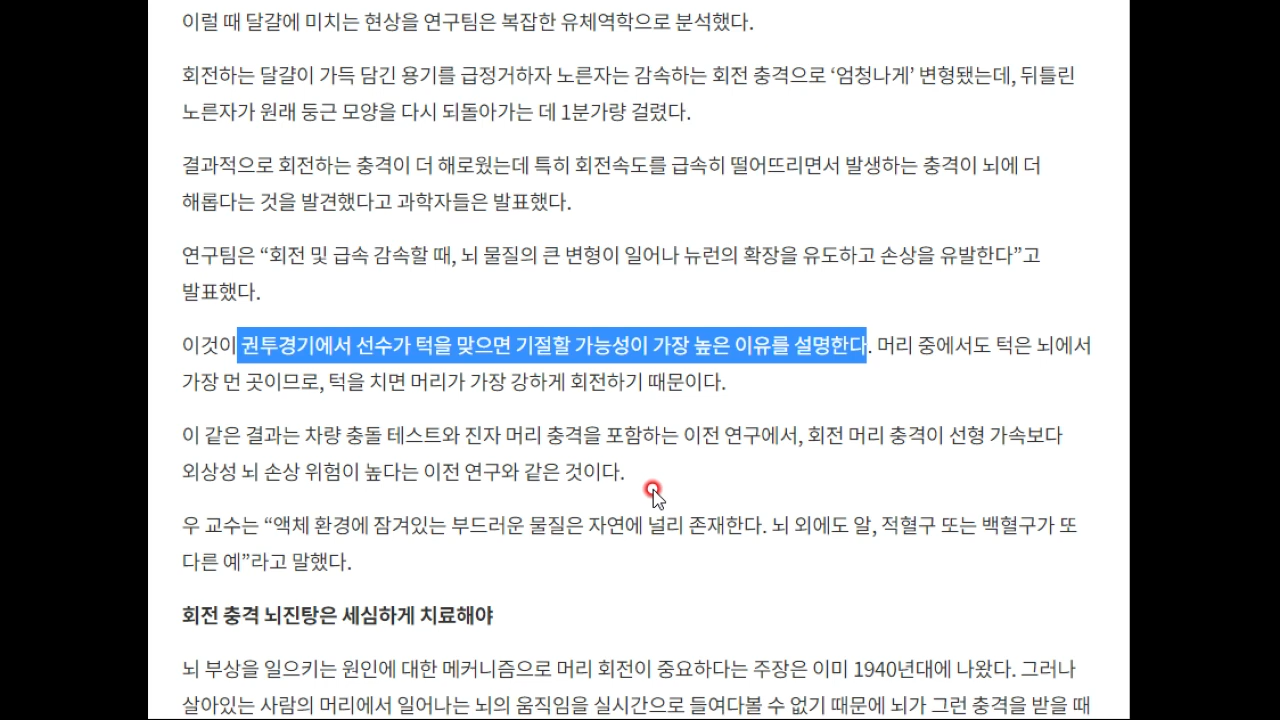 이럴 때 달걀에 미치는 현상을 연구팀은 복잡한 유체역학으로 분석했다.
회전하는 달걀이 가득 담긴 용기를 급정거하자 노른자는 감속하는 회전 충격으로 ‘엄청나게’ 변형됐는데, 뒤틀린
노른자가 원래 둥근 모양을 다시 되돌아가는 데 1분가량 걸렸다.
결과적으로 회전하는 충격이 더 해로웠는데 특히 회전속도를 급속히 떨어뜨리면서 발생하는 충격이 뇌에 더
해롭다는 것을 발견했다고 과학자들은 발표했다.
연구팀은 “회전 및 급속 감속할 때, 뇌 물질의 큰 변형이 일어나 뉴런의 확장을 유도하고 손상을 유발한다”고
발표했다.
이것이 권투경기에서 선수가 턱을 맞으면 기절할 가능성이 가장 높은 이유를 설명한다. 머리 중에서도 턱은 뇌에서
가장 먼 곳이므로, 턱을 치면 머리가 가장 강하게 회전하기 때문이다.
이 같은 결과는 차량 충돌 테스트와 진자 머리 충격을 포함하는 이전 연구에서, 회전 머리 충격이 선형 가속보다
외상성 뇌 손상 위험이 높다는 이전 연구와 같은 것이다.
우 교수는 “액체 환경에 잠겨있는 부드러운 물질은 자연에 널리 존재한다. 뇌 외에도 알, 적혈구 또는 백혈구가 또
다른 예”라고 말했다.
회전 충격 뇌진탕은 세심하게 치료해야
뇌 부상을 일으키는 원인에 대한 메커니즘으로 머리 회전이 중요하다는 주장은 이미 1940년대에 나왔다. 그러나
살아있는 사람의 머리에서 일어나는 뇌의 움직임을 실시간으로 들여다볼 수 없기 때문에 뇌가 그런 충격을 받을 때